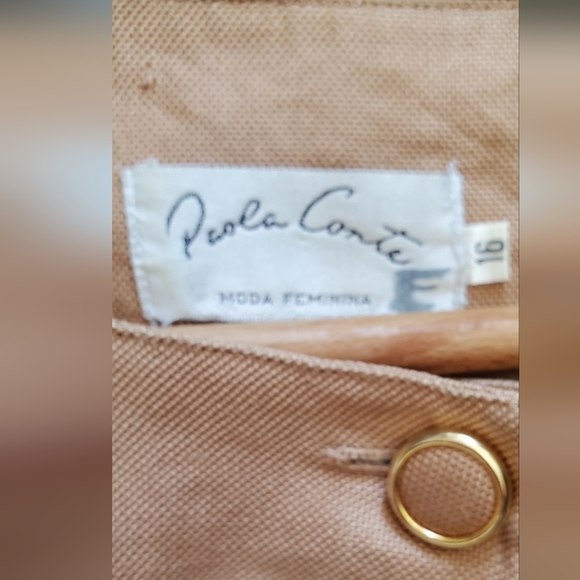 Paola Conte
MODA FEMININA
E
16